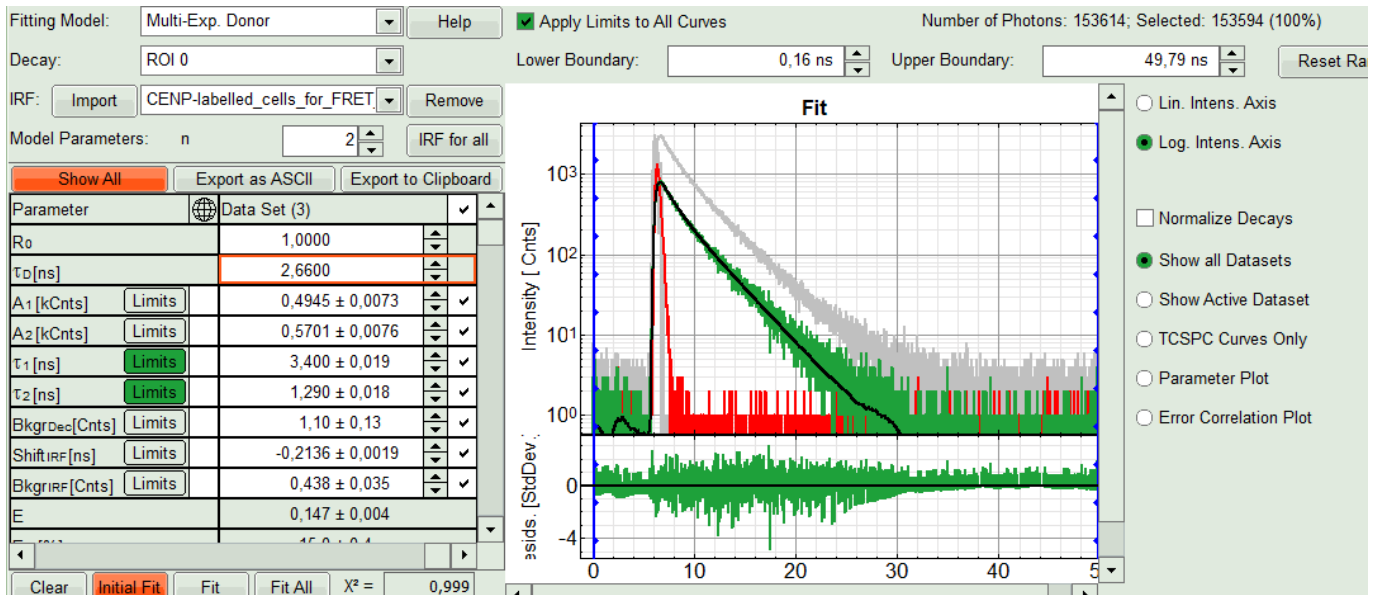 Fitting Model: Multi-Exp. Donor Help
Decay: ROI 0
IRF: Import CENP-labelled_cells_for_FRET_ Remove
Model Parameters: n 2 IRF for all
Show All Export as ASCII Export to Clipboard
Parameter Data Set (3)
R₀ 1,0000
τD[ns] 2,6600
A1[kCnts] Limits 0,4945 ± 0,0073
A2[kCnts] Limits 0,5701 ± 0,0076
τ1[ns] Limits 3,400 ± 0,019
τ2[ns] Limits 1,290 ± 0,018
BkgrDec[Cnts] Limits 1,10 ± 0,13
ShiftIRF[ns] Limits -0,2136 ± 0,0019
BkgrIRF[Cnts] Limits 0,438 ± 0,035
E 0,147 ± 0,004
Clear Initial Fit Fit Fit All X² = 0,999
Apply Limits to All Curves Number of Photons: 153614; Selected: 153594 (100%)
Lower Boundary: 0,16 ns Upper Boundary: 49,79 ns Reset Ra
Fit
Intensity [ Cnts]
10³
10²
10¹
10⁰
esids. [StdDev.
0
-4
0 10 20 30 40 5
Lin. Intens. Axis
Log. Intens. Axis
Normalize Decays
Show all Datasets
Show Active Dataset
TCSPC Curves Only
Parameter Plot
Error Correlation Plot